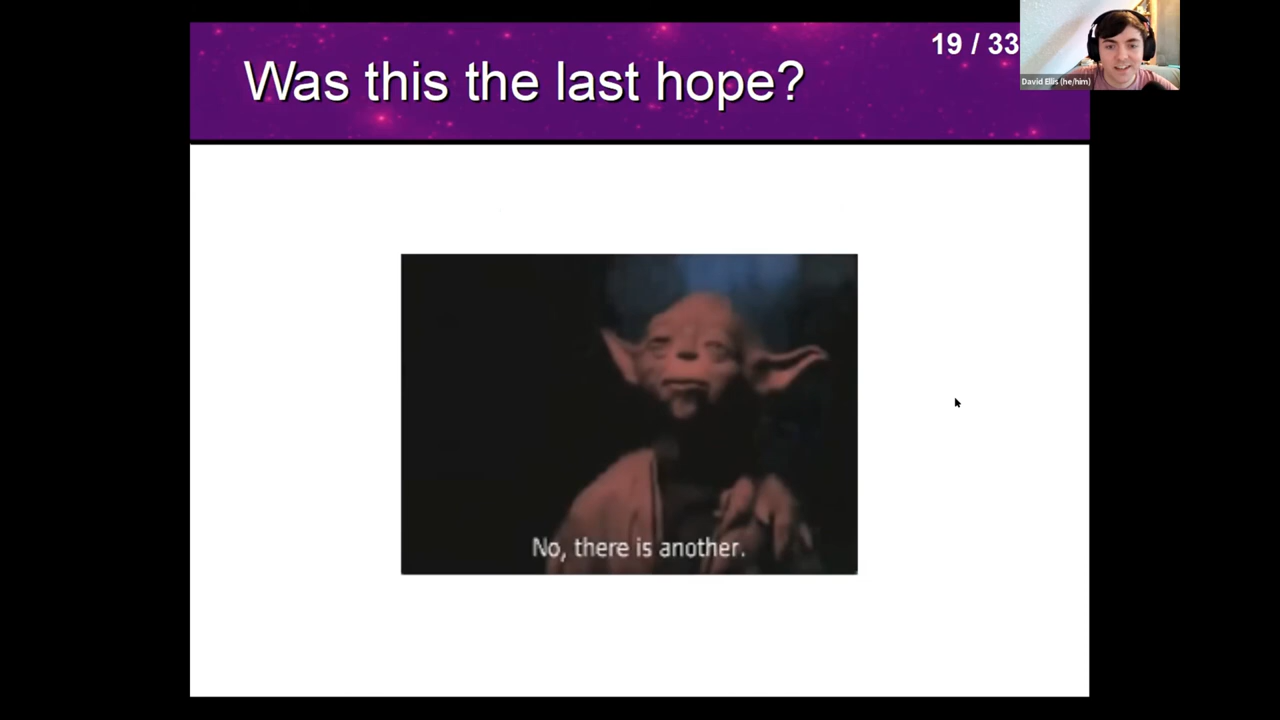 Was this the last hope?
19 / 33
David Ellis (he/him)
No, there is another.